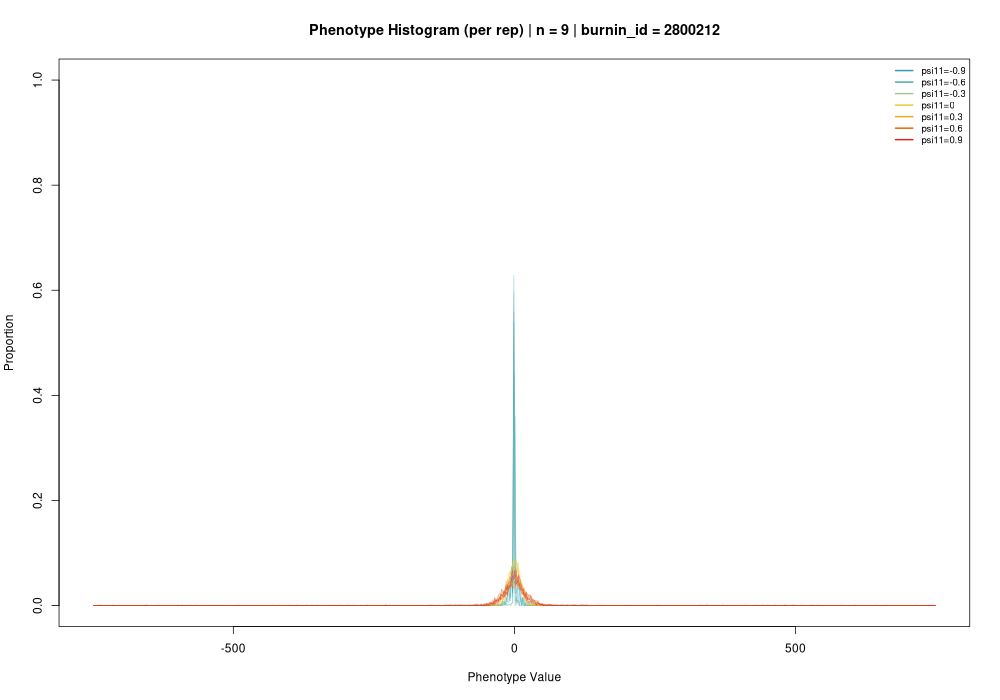 Phenotype Histogram (per rep) | n = 9 | burnin_id = 2800212
psi11=-0.9
psi11=-0.6
psi11=-0.3
psi11=0
psi11=0.3
psi11=0.6
psi11=0.9
Proportion
1.0
0.8
0.6
0.4
0.2
0.0
-500
0
500
Phenotype Value